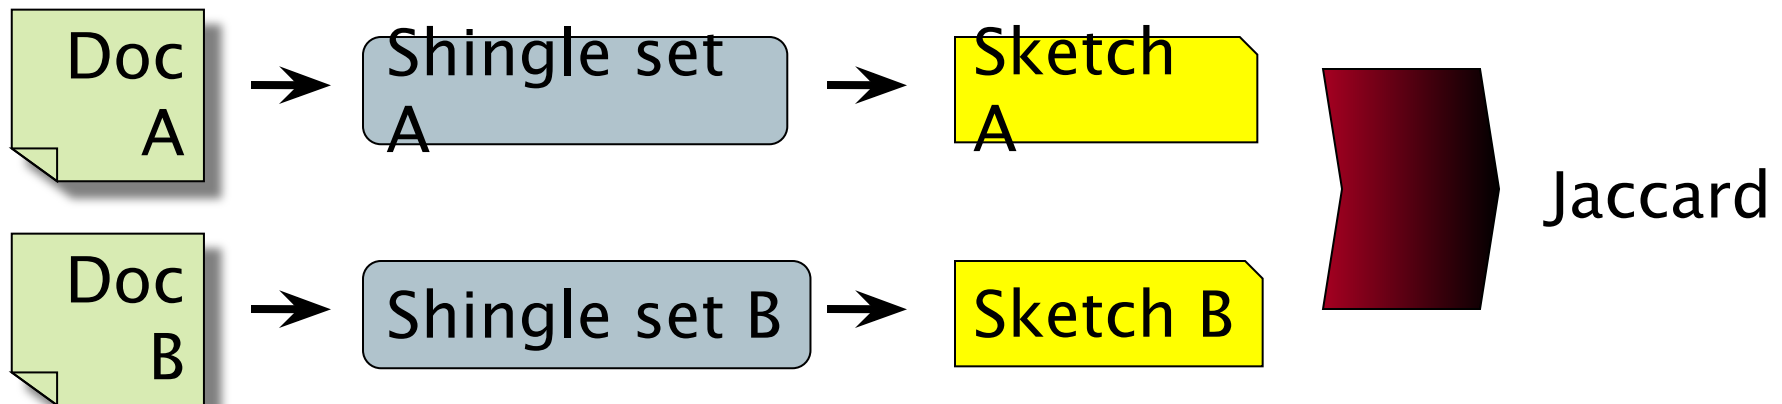 Doc
A
Shingle set
A
Sketch
A
Jaccard
Doc
B
Shingle set B
Sketch B